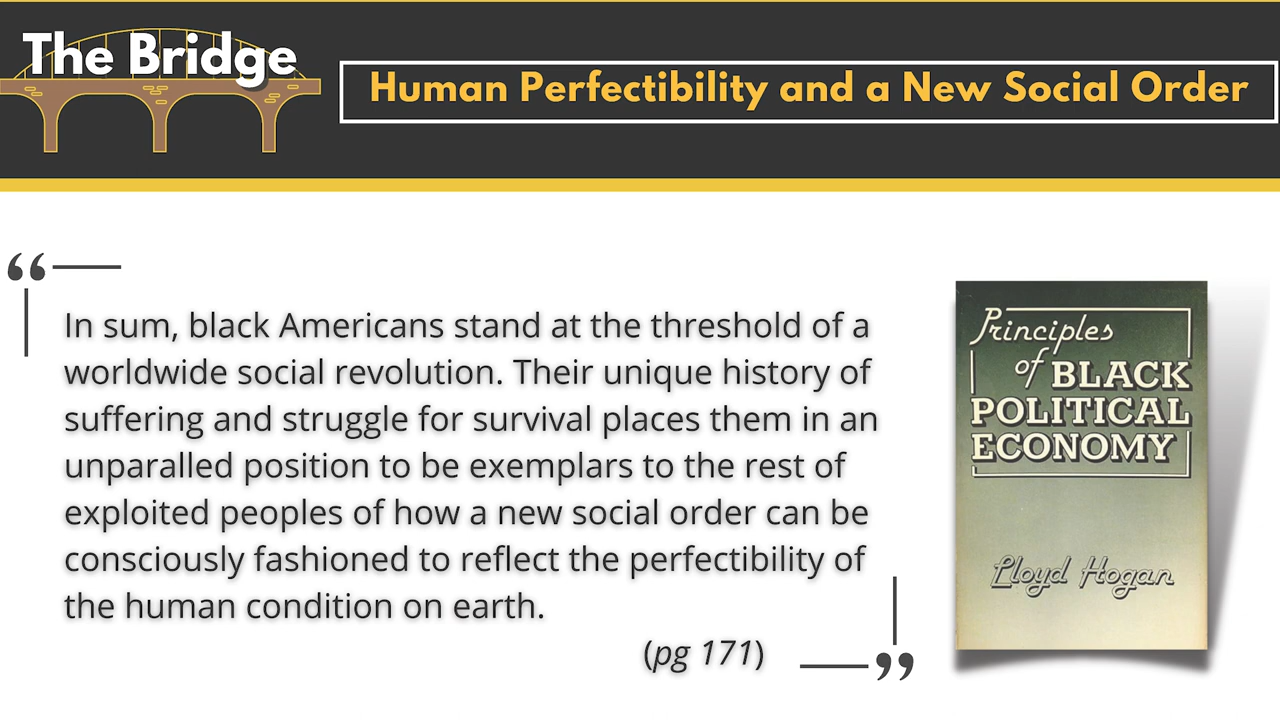 The Bridge
Human Perfectibility and a New Social Order
“
In sum, black Americans stand at the threshold of a
worldwide social revolution. Their unique history of
suffering and struggle for survival places them in an
unparalled position to be exemplars to the rest of
exploited peoples of how a new social order can be
consciously fashioned to reflect the perfectibility of
the human condition on earth.
(pg 171)
”
Principles
of BLACK
POLITICAL
ECONOMY
Lloyd Hogan